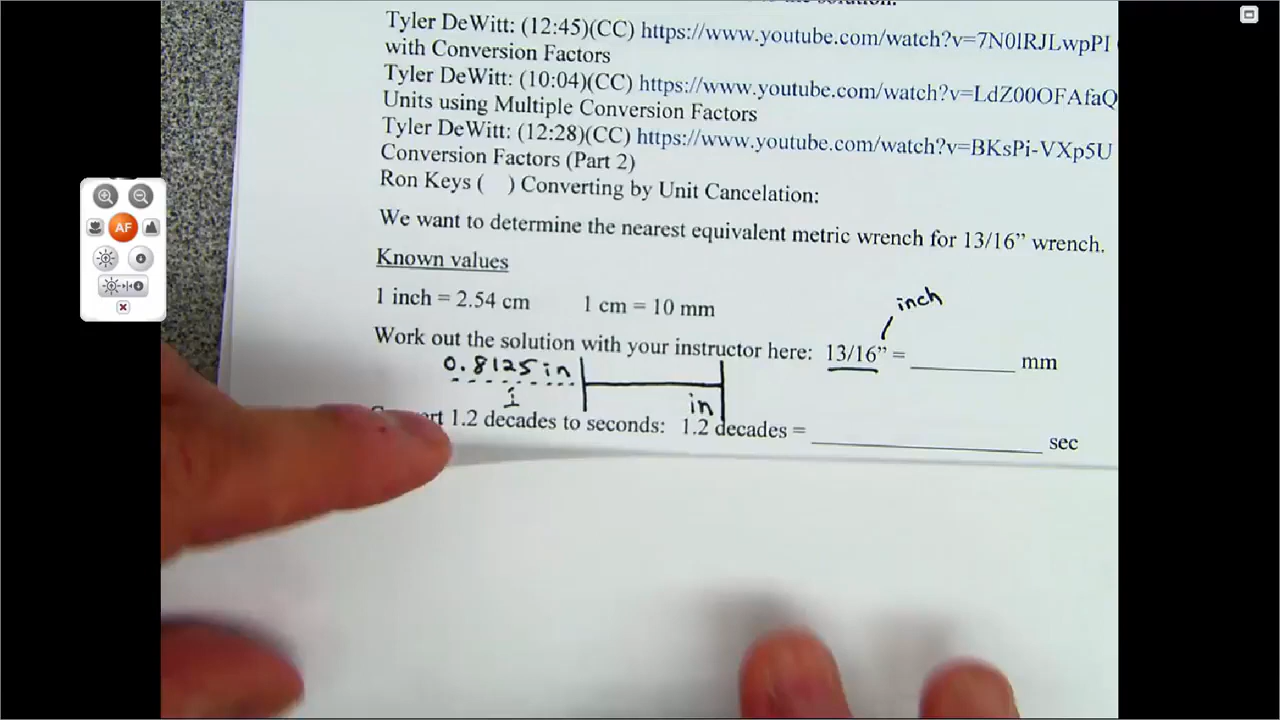 Tyler DeWitt: (12:45)(CC) https://www.youtube.com/watch?v=7N0lRJLwpPI
with Conversion Factors
Tyler DeWitt: (10:04)(CC) https://www.youtube.com/watch?v=LdZ00OFAfaQ
Units using Multiple Conversion Factors
Tyler DeWitt: (12:28)(CC) https://www.youtube.com/watch?v=BKsPi-VXp5U
Conversion Factors (Part 2)
Ron Keys (    ) Converting by Unit Cancelation:
We want to determine the nearest equivalent metric wrench for 13/16” wrench.
Known values
inch
1 inch = 2.54 cm 1 cm = 10 mm
Work out the solution with your instructor here: 13/16” = __________ mm
0.8125 in
1 in
1.2 decades to seconds: 1.2 decades = ____________________ sec
AF